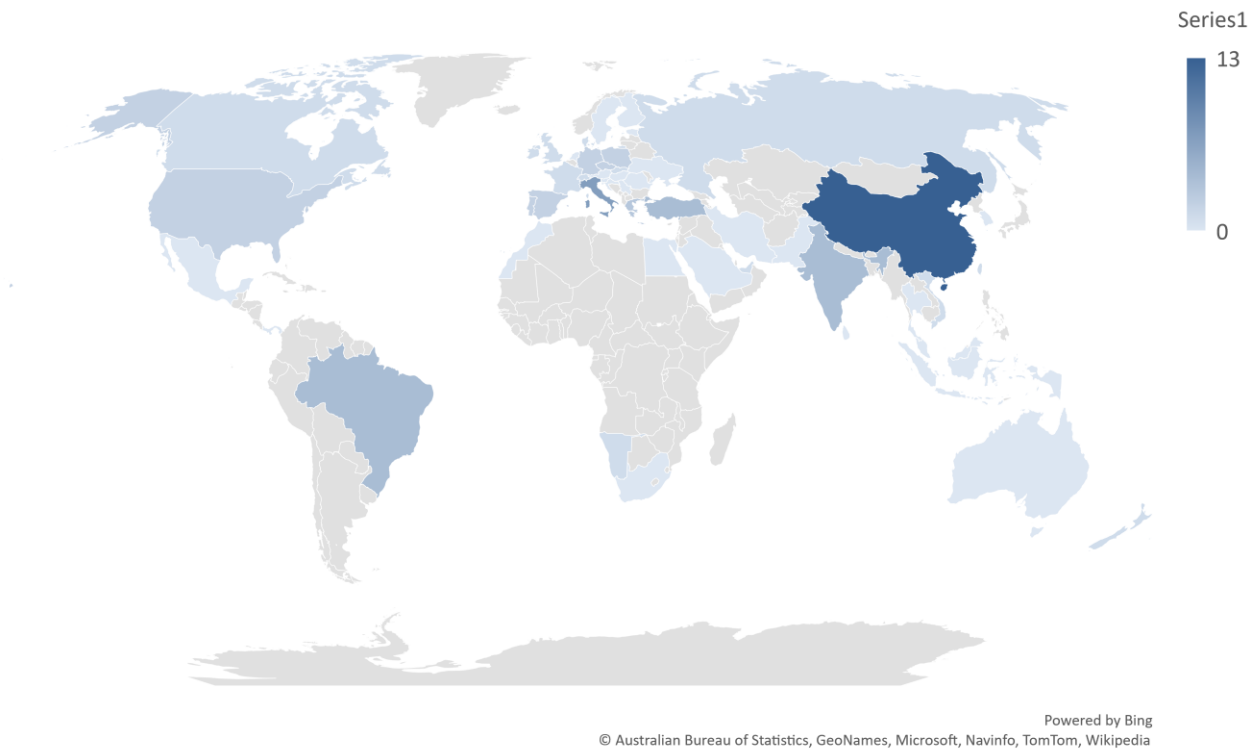 Series1
13
0
Powered by Bing
© Australian Bureau of Statistics, GeoNames, Microsoft, Navinfo, TomTom, Wikipedia